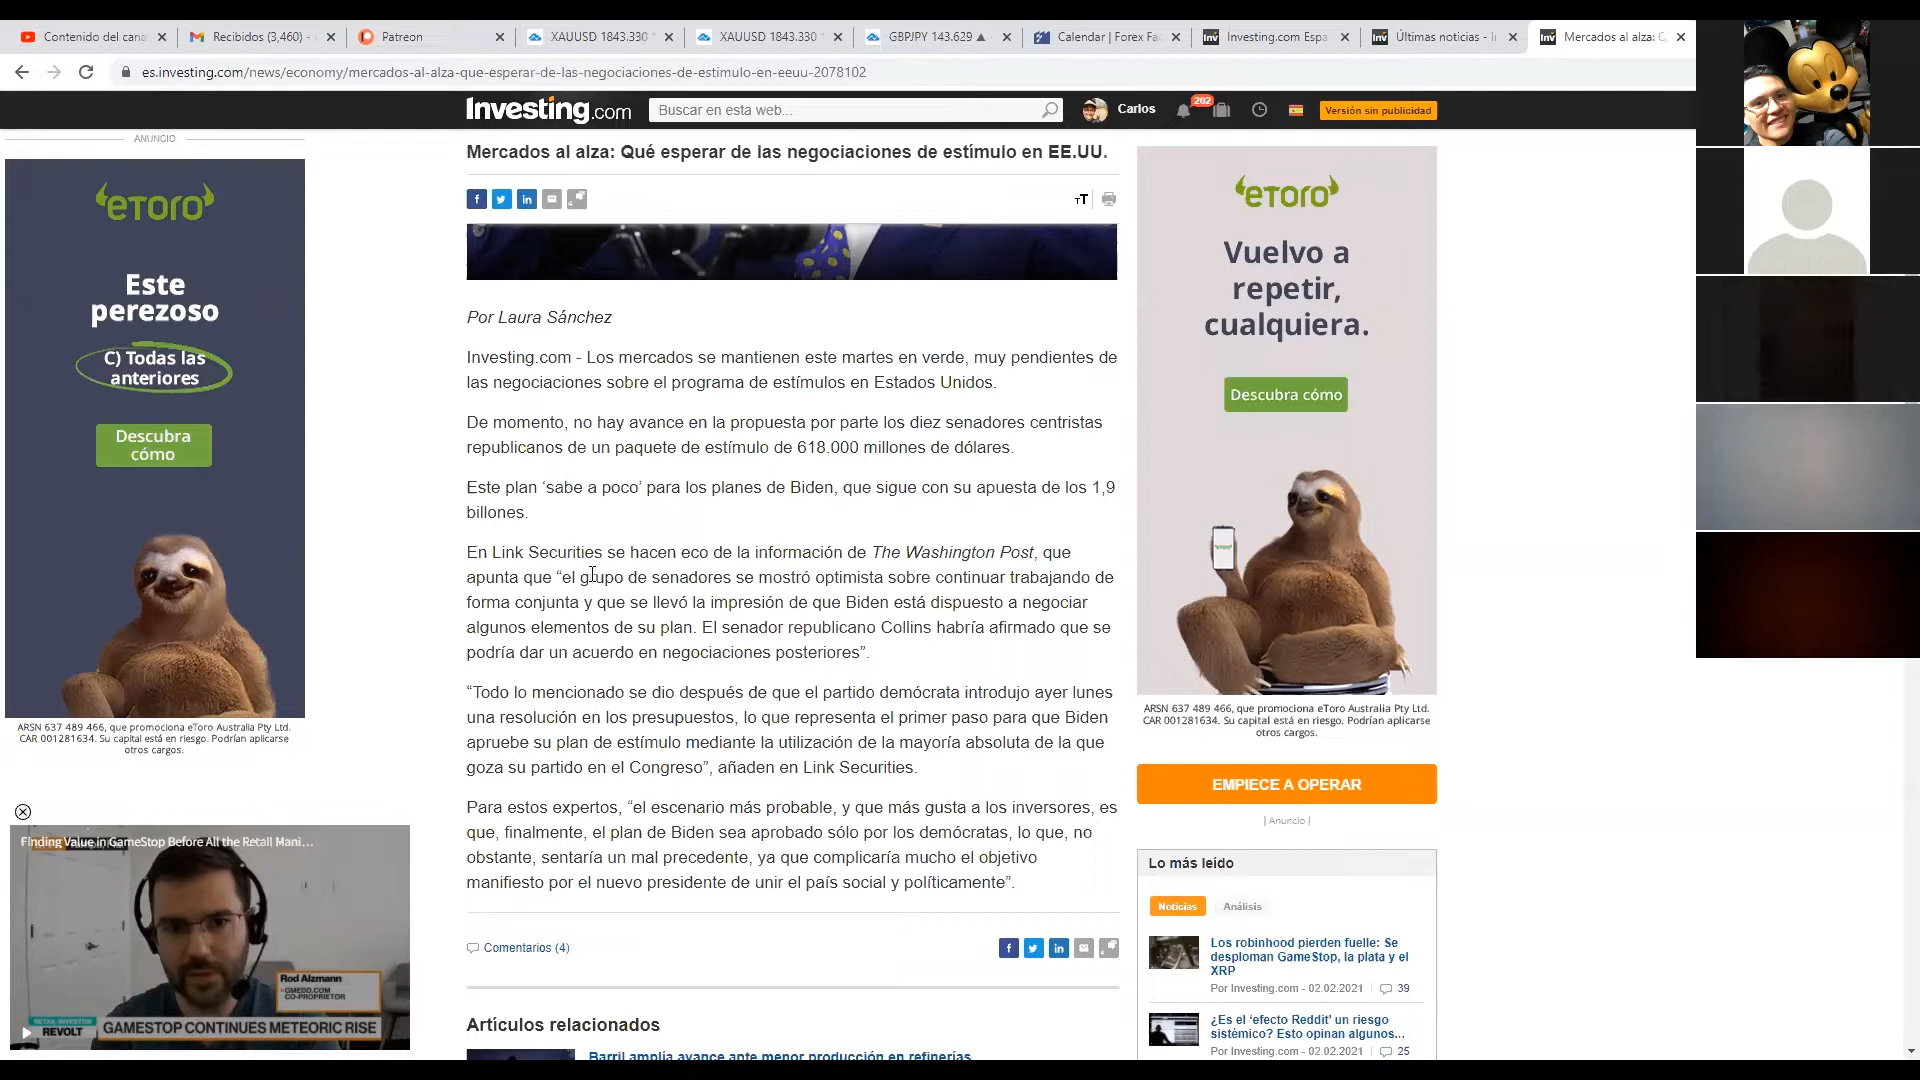 Contenido del cana
Recibidos (3,460) -
Patreon
XAUUSD 1843.330
XAUUSD 1843.330
GBPJPY 143.629 ▲
Calendar | Forex Fa
Investing.com Espa
Últimas noticias - I
Mercados al alza: Q
es.investing.com/news/economy/mercados-al-alza-que-esperar-de-las-negociaciones-de-estimulo-en-eeuu-2078102
Investing.com
Buscar en esta web...
Carlos
202
Versión sin publicidad
ANUNCIO
eToro
Este
perezoso
C) Todas las
anteriores
Descubra
cómo
ARSN 637 489 466, que promociona eToro Australia Pty Ltd.
CAR 001281634. Su capital está en riesgo. Podrían aplicarse
otros cargos.
Mercados al alza: Qué esperar de las negociaciones de estímulo en EE.UU.
Por Laura Sánchez
Investing.com - Los mercados se mantienen este martes en verde, muy pendientes de
las negociaciones sobre el programa de estímulos en Estados Unidos.
De momento, no hay avance en la propuesta por parte los diez senadores centristas
republicanos de un paquete de estímulo de 618.000 millones de dólares.
Este plan ‘sabe a poco’ para los planes de Biden, que sigue con su apuesta de los 1,9
billones.
En Link Securities se hacen eco de la información de The Washington Post, que
apunta que “el grupo de senadores se mostró optimista sobre continuar trabajando de
forma conjunta y que se llevó la impresión de que Biden está dispuesto a negociar
algunos elementos de su plan. El senador republicano Collins habría afirmado que se
podría dar un acuerdo en negociaciones posteriores”.
“Todo lo mencionado se dio después de que el partido demócrata introdujo ayer lunes
una resolución en los presupuestos, lo que representa el primer paso para que Biden
apruebe su plan de estímulo mediante la utilización de la mayoría absoluta de la que
goza su partido en el Congreso”, añaden en Link Securities.
Para estos expertos, “el escenario más probable, y que más gusta a los inversores, es
que, finalmente, el plan de Biden sea aprobado sólo por los demócratas, lo que, no
obstante, sentaría un mal precedente, ya que complicaría mucho el objetivo
manifiesto por el nuevo presidente de unir el país social y políticamente”.
Comentarios (4)
Artículos relacionados
Barril amplía avance ante menor producción en refinerías
eToro
Vuelvo a
repetir,
cualquiera.
Descubra cómo
ARSN 637 489 466, que promociona eToro Australia Pty Ltd.
CAR 001281634. Su capital está en riesgo. Podrían aplicarse
otros cargos.
EMPIECE A OPERAR
| Anuncio |
Lo más leído
Noticias
Análisis
Los robinhood pierden fuelle: Se
desploman GameStop, la plata y el
XRP
Por Investing.com - 02.02.2021
39
¿Es el ‘efecto Reddit’ un riesgo
sistémico? Esto opinan algunos...
Por Investing.com - 02.02.2021
25
Finding Value in GameStop Before All the Retail Mani...
Rod Alzmann
GMEDD.COM
CO-PROPRIETOR
RETAIL INVESTOR
REVOLT
GAMESTOP CONTINUES METEORIC RISE